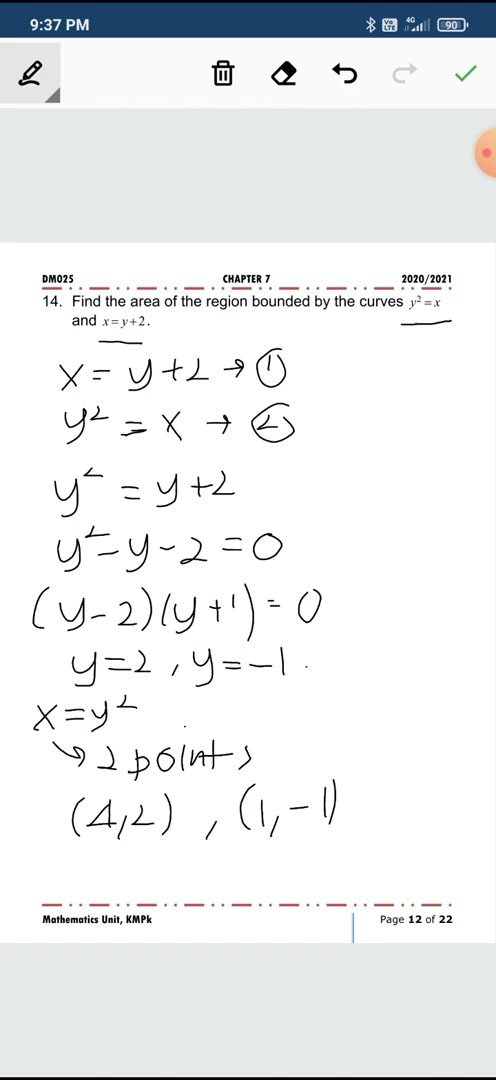 9:37 PM
4G
90
DM025 CHAPTER 7 2020/2021
14. Find the area of the region bounded by the curves y² = x
and x = y + 2.
x = y + 2 → ①
y² = x → ②
y² = y + 2
y² - y - 2 = 0
(y - 2)(y + 1) = 0
y = 2 , y = -1 .
x = y²
↳ 2 points
(4,2) , (1,-1)
Mathematics Unit, KMPk Page 12 of 22